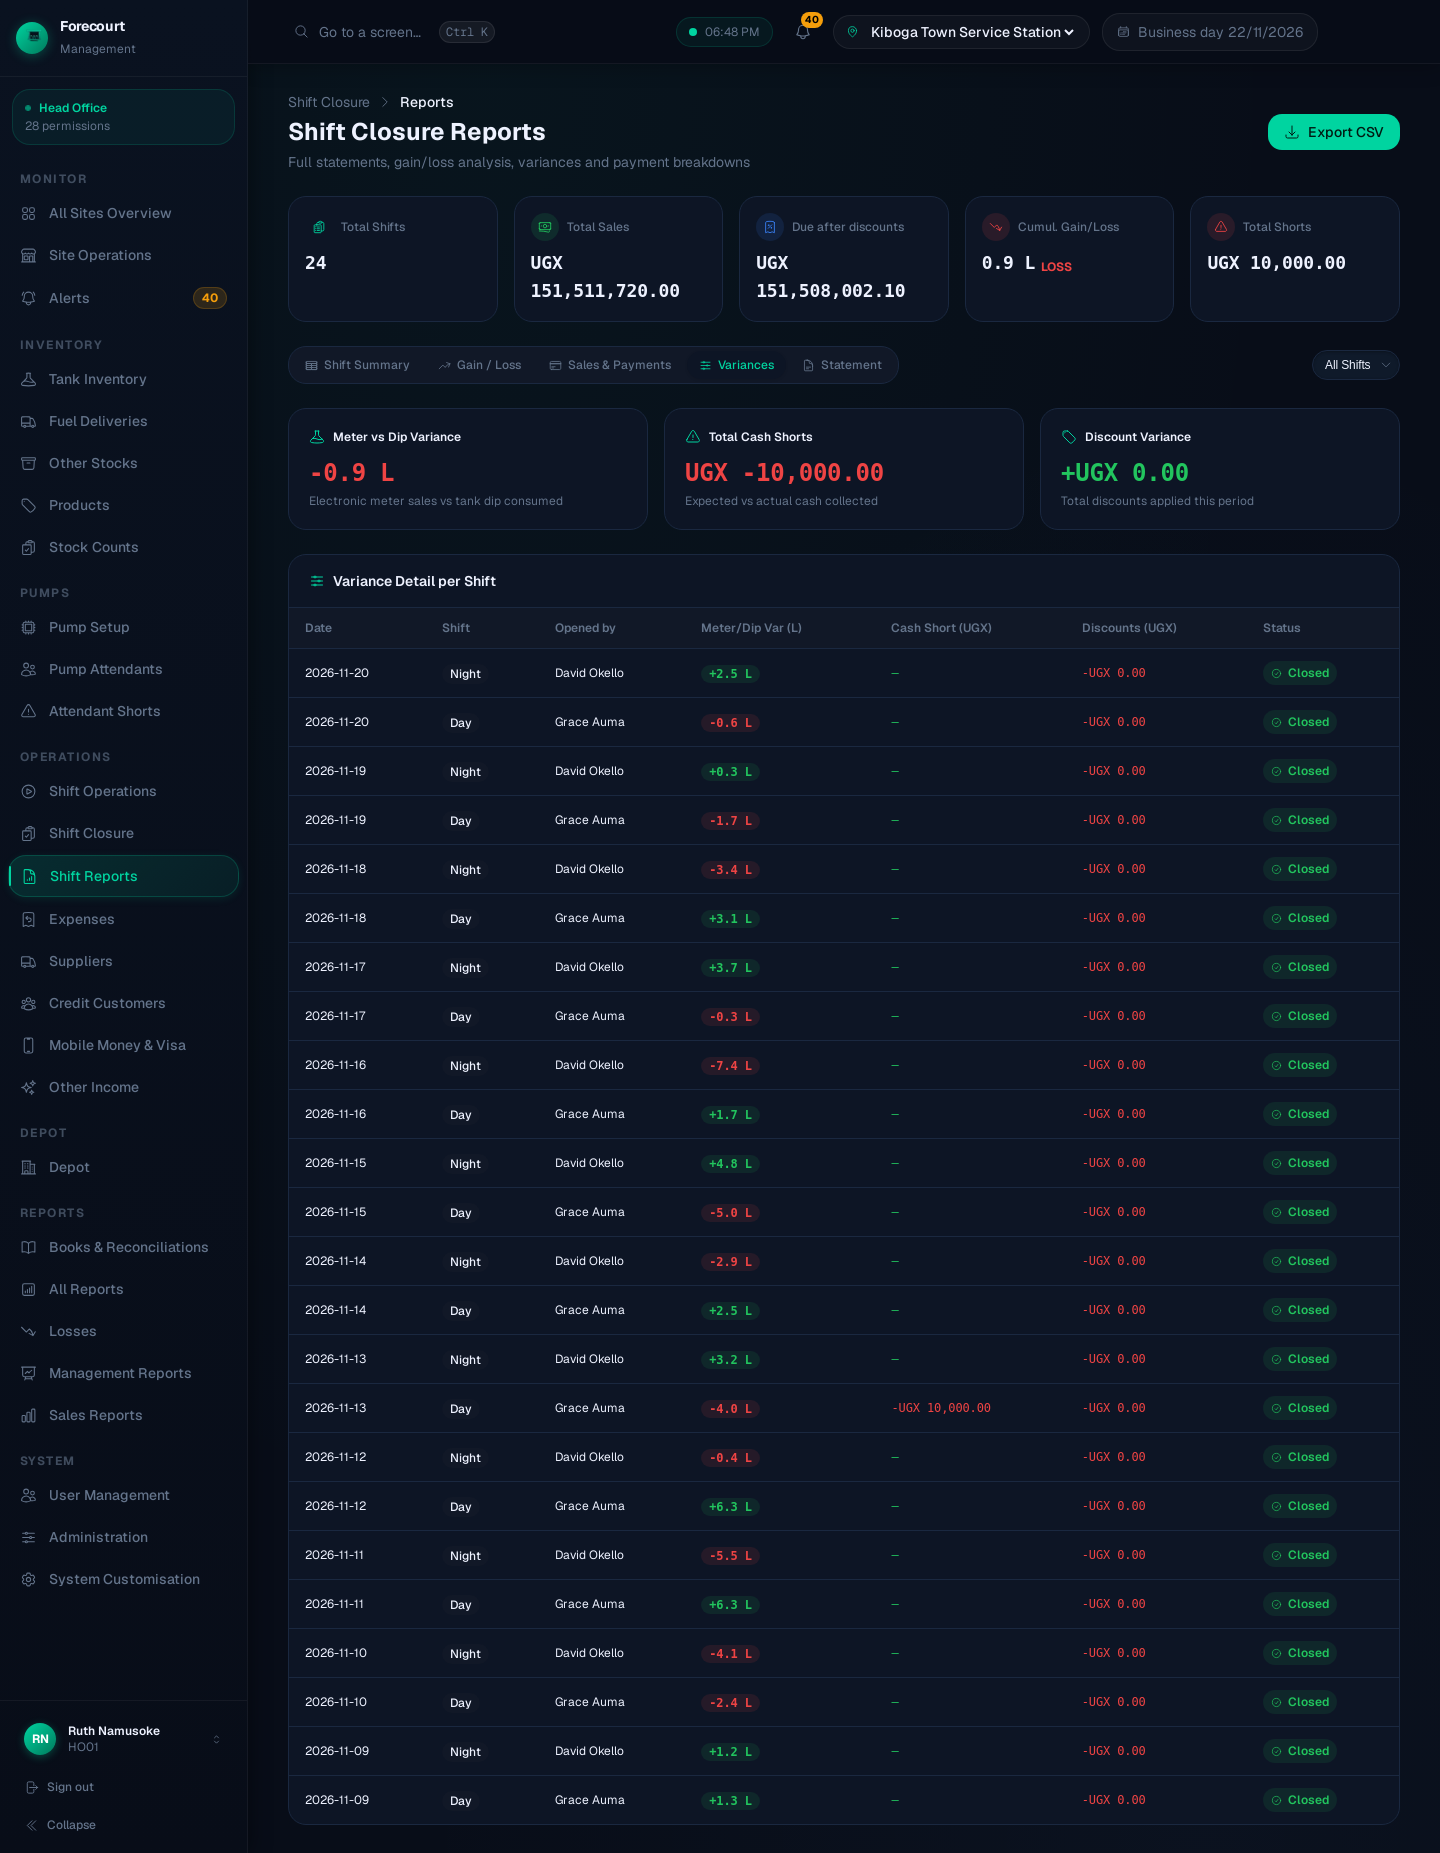 Forecourt
Management
Head Office
28 permissions
MONITOR
All Sites Overview
Site Operations
Alerts 40
INVENTORY
Tank Inventory
Fuel Deliveries
Other Stocks
Products
Stock Counts
PUMPS
Pump Setup
Pump Attendants
Attendant Shorts
OPERATIONS
Shift Operations
Shift Closure
Shift Reports
Expenses
Suppliers
Credit Customers
Mobile Money & Visa
Other Income
DEPOT
Depot
REPORTS
Books & Reconciliations
All Reports
Losses
Management Reports
Sales Reports
SYSTEM
User Management
Administration
System Customisation
RN Ruth Namusoke
HO01
Sign out
Collapse
Go to a screen... Ctrl K 06:48 PM 40 Kiboga Town Service Station Business day 22/11/2026
Shift Closure > Reports
Shift Closure Reports
Full statements, gain/loss analysis, variances and payment breakdowns
Export CSV
Total Shifts
24
Total Sales
UGX
151,511,720.00
Due after discounts
UGX
151,508,002.10
Cumul. Gain/Loss
0.9 L LOSS
Total Shorts
UGX 10,000.00
Shift Summary Gain / Loss Sales & Payments Variances Statement All Shifts
Meter vs Dip Variance
-0.9 L
Electronic meter sales vs tank dip consumed
Total Cash Shorts
UGX -10,000.00
Expected vs actual cash collected
Discount Variance
+UGX 0.00
Total discounts applied this period
Variance Detail per Shift
Date Shift Opened by Meter/Dip Var (L) Cash Short (UGX) Discounts (UGX) Status
2026-11-20 Night David Okello +2.5 L — -UGX 0.00 Closed
2026-11-20 Day Grace Auma -0.6 L — -UGX 0.00 Closed
2026-11-19 Night David Okello +0.3 L — -UGX 0.00 Closed
2026-11-19 Day Grace Auma -1.7 L — -UGX 0.00 Closed
2026-11-18 Night David Okello -3.4 L — -UGX 0.00 Closed
2026-11-18 Day Grace Auma +3.1 L — -UGX 0.00 Closed
2026-11-17 Night David Okello +3.7 L — -UGX 0.00 Closed
2026-11-17 Day Grace Auma -0.3 L — -UGX 0.00 Closed
2026-11-16 Night David Okello -7.4 L — -UGX 0.00 Closed
2026-11-16 Day Grace Auma +1.7 L — -UGX 0.00 Closed
2026-11-15 Night David Okello +4.8 L — -UGX 0.00 Closed
2026-11-15 Day Grace Auma -5.0 L — -UGX 0.00 Closed
2026-11-14 Night David Okello -2.9 L — -UGX 0.00 Closed
2026-11-14 Day Grace Auma +2.5 L — -UGX 0.00 Closed
2026-11-13 Night David Okello +3.2 L — -UGX 0.00 Closed
2026-11-13 Day Grace Auma -4.0 L -UGX 10,000.00 -UGX 0.00 Closed
2026-11-12 Night David Okello -0.4 L — -UGX 0.00 Closed
2026-11-12 Day Grace Auma +6.3 L — -UGX 0.00 Closed
2026-11-11 Night David Okello -5.5 L — -UGX 0.00 Closed
2026-11-11 Day Grace Auma +6.3 L — -UGX 0.00 Closed
2026-11-10 Night David Okello -4.1 L — -UGX 0.00 Closed
2026-11-10 Day Grace Auma -2.4 L — -UGX 0.00 Closed
2026-11-09 Night David Okello +1.2 L — -UGX 0.00 Closed
2026-11-09 Day Grace Auma +1.3 L — -UGX 0.00 Closed